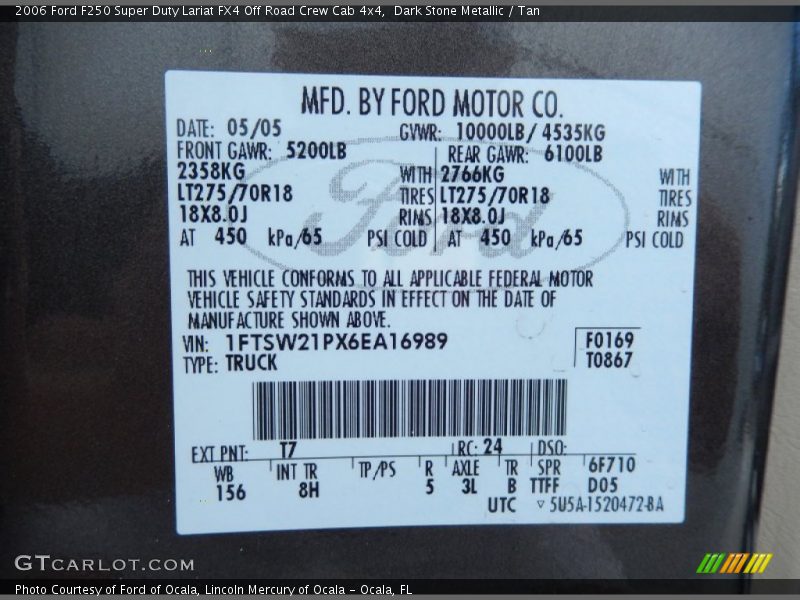 2006 Ford F250 Super Duty Lariat FX4 Off Road Crew Cab 4x4, Dark Stone Metallic / Tan
MFD. BY FORD MOTOR CO.
DATE: 05/05 GVWR: 10000LB/ 4535KG
FRONT GAWR: 5200LB REAR GAWR: 6100LB
2358KG WITH 2766KG WITH
LT275/70R18 TIRES LT275/70R18 TIRES
18X8.0J RIMS 18X8.0J RIMS
AT 450 kPa/65 PSI COLD AT 450 kPa/65 PSI COLD
Ford
THIS VEHICLE CONFORMS TO ALL APPLICABLE FEDERAL MOTOR
VEHICLE SAFETY STANDARDS IN EFFECT ON THE DATE OF
MANUFACTURE SHOWN ABOVE.
VIN: 1FTSW21PX6EA16989 F0169
TYPE: TRUCK T0867
EXT PNT: T7 RC: 24 DSO:
WB INT TR TP/PS R AXLE TR SPR 6F710
156 8H 5 3L B TTFF D05
UTC ▿ 5U5A-1520472-BA
GTCARLOT.COM
Photo Courtesy of Ford of Ocala, Lincoln Mercury of Ocala - Ocala, FL